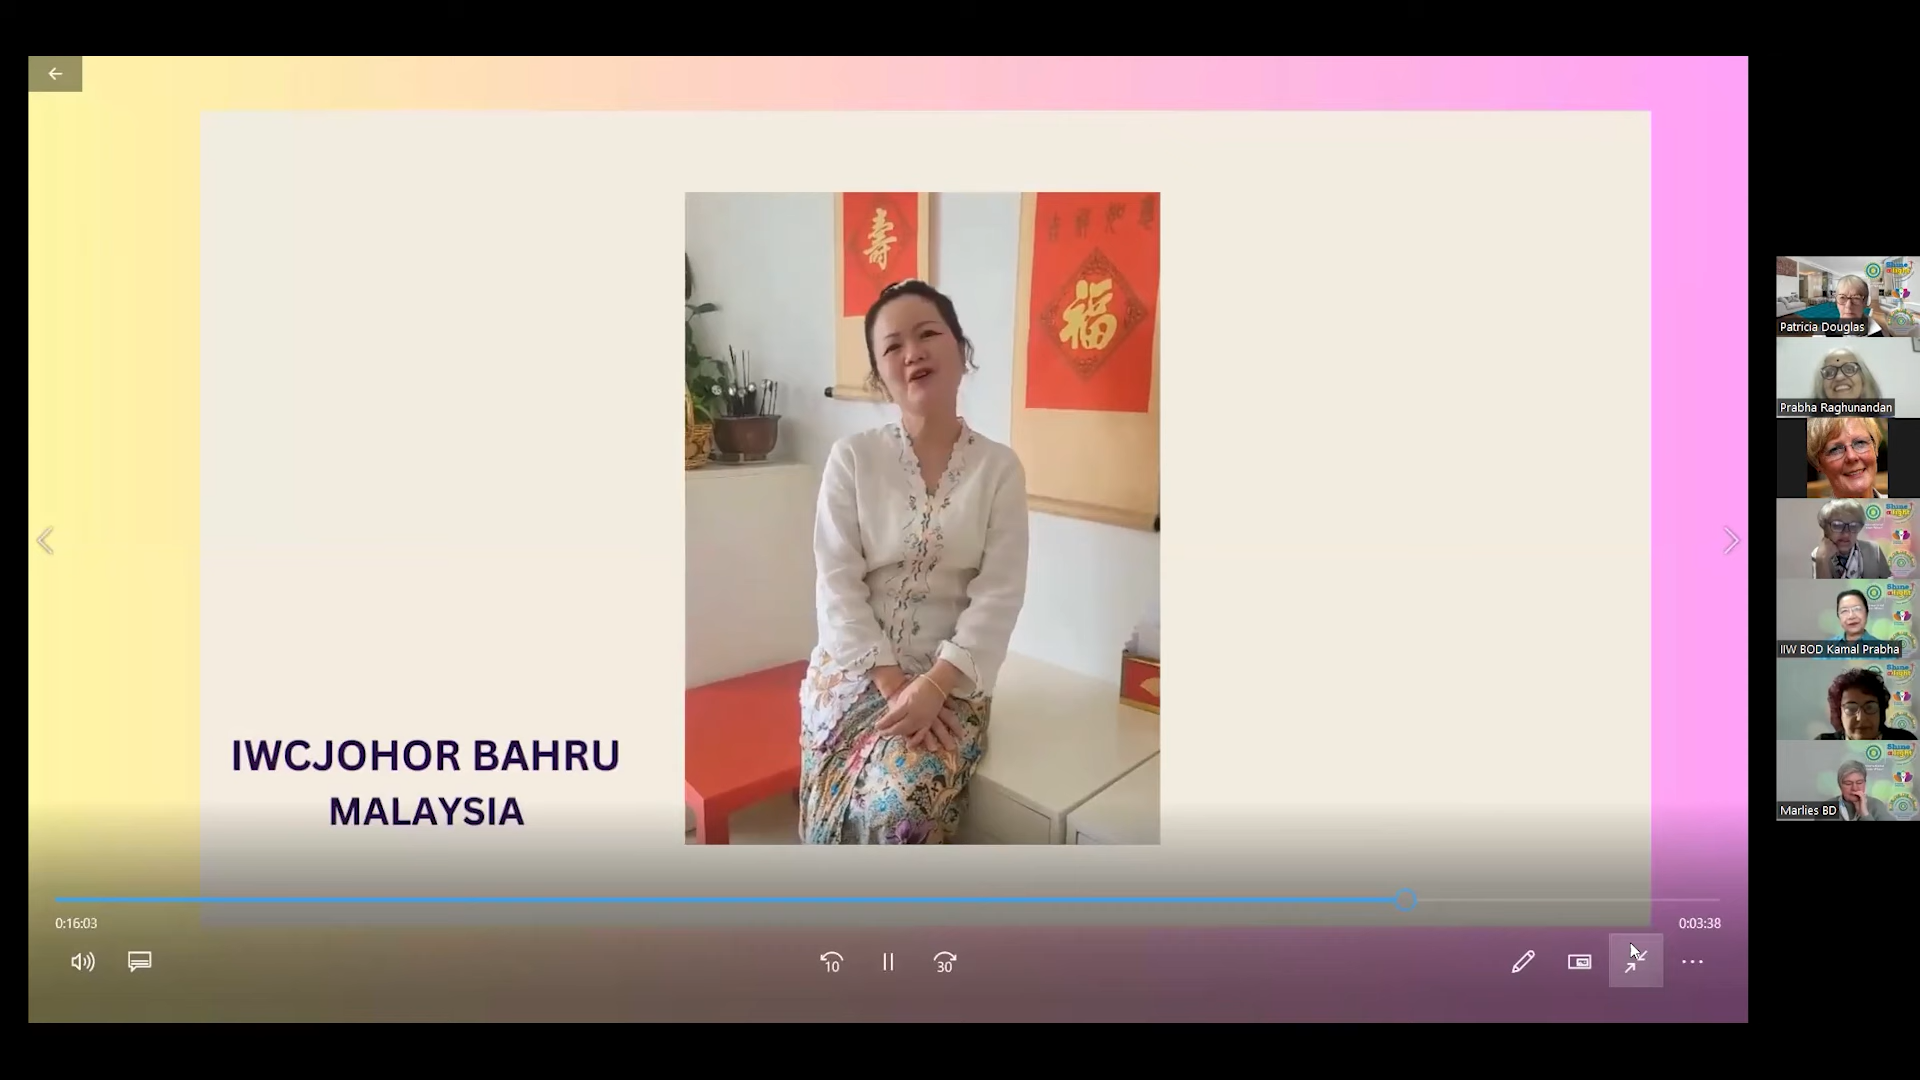 壽
福
IWCJOHOR BAHRU
MALAYSIA
0:16:03
0:03:38
10
30
Patricia Douglas
Prabha Raghunandan
IIW BOD Kamal Prabha
Marlies BD